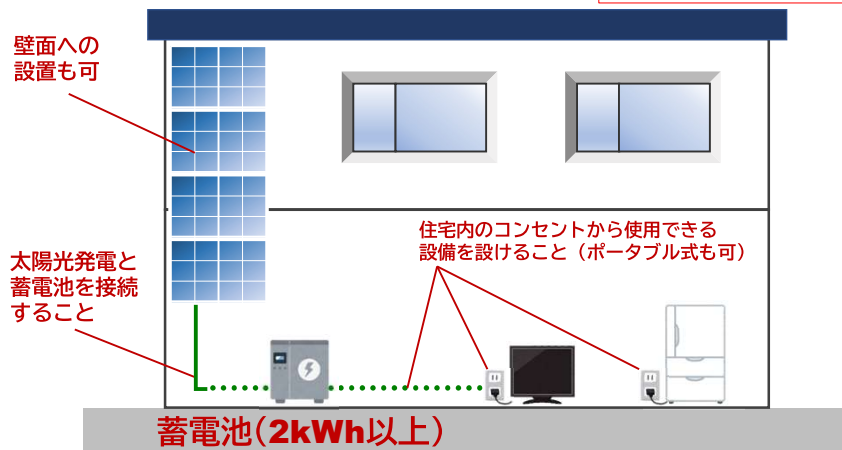 壁面への
設置も可
住宅内のコンセントから使用できる
設備を設けること（ポータブル式も可）
太陽光発電と
蓄電池を接続
すること
蓄電池（2kWh以上）